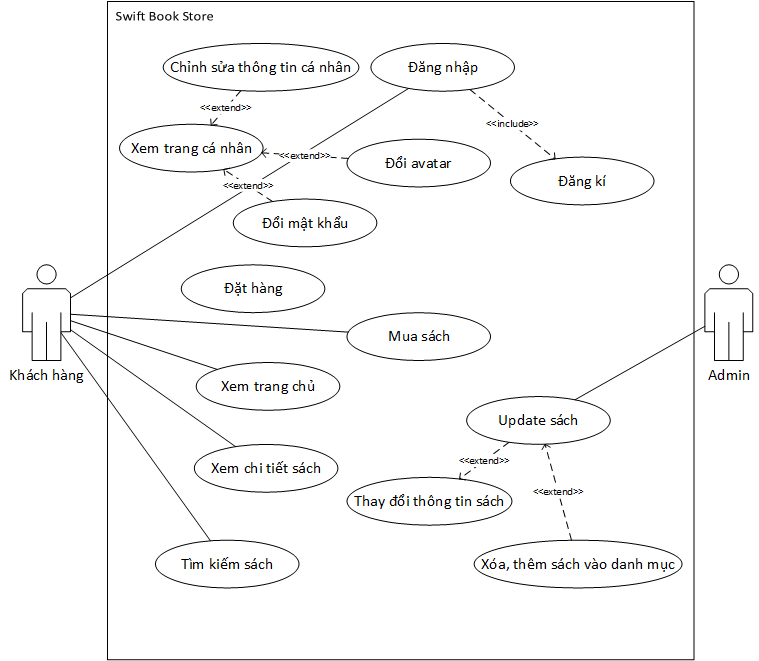 Swift Book Store
Chỉnh sửa thông tin cá nhân
Đăng nhập
<<extend>>
<<include>>
Xem trang cá nhân
<<extend>>
Đổi avatar
<<extend>>
Đăng kí
Đổi mật khẩu
Đặt hàng
Mua sách
Khách hàng
Admin
Xem trang chủ
Update sách
<<extend>>
Xem chi tiết sách
<<extend>>
Thay đổi thông tin sách
Tìm kiếm sách
Xóa, thêm sách vào danh mục